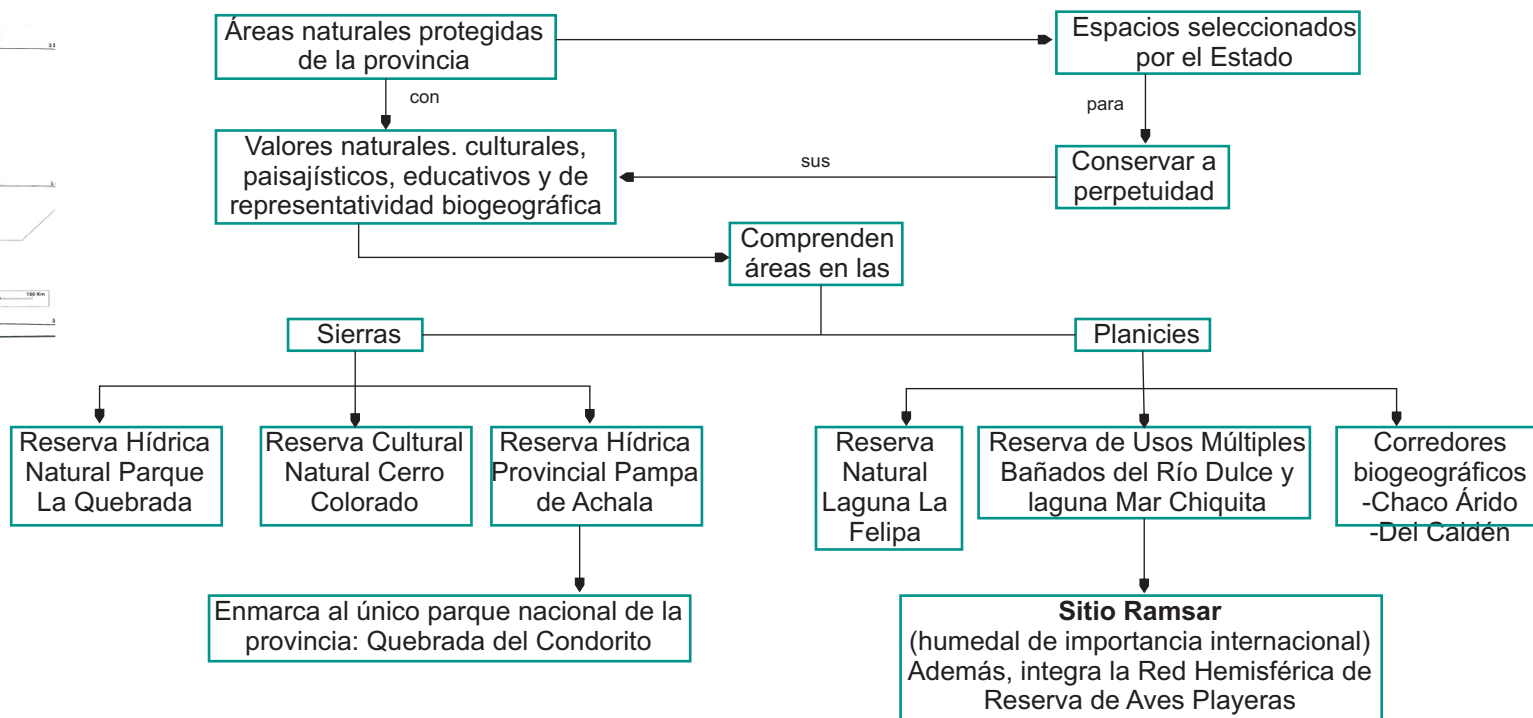 Áreas naturales protegidas
de la provincia
Espacios seleccionados
por el Estado
con
para
Valores naturales. culturales,
paisajísticos, educativos y de
representatividad biogeográfica
sus
Conservar a
perpetuidad
Comprenden
áreas en las
100 Km
Sierras
Planicies
Reserva Hídrica
Natural Parque
La Quebrada
Reserva Cultural
Natural Cerro
Colorado
Reserva Hídrica
Provincial Pampa
de Achala
Reserva
Natural
Laguna La
Felipa
Reserva de Usos Múltiples
Bañados del Río Dulce y
laguna Mar Chiquita
Corredores
biogeográficos
-Chaco Árido
-Del Caldén
Enmarca al único parque nacional de la
provincia: Quebrada del Condorito
Sitio Ramsar
(humedal de importancia internacional)
Además, integra la Red Hemisférica de
Reserva de Aves Playeras